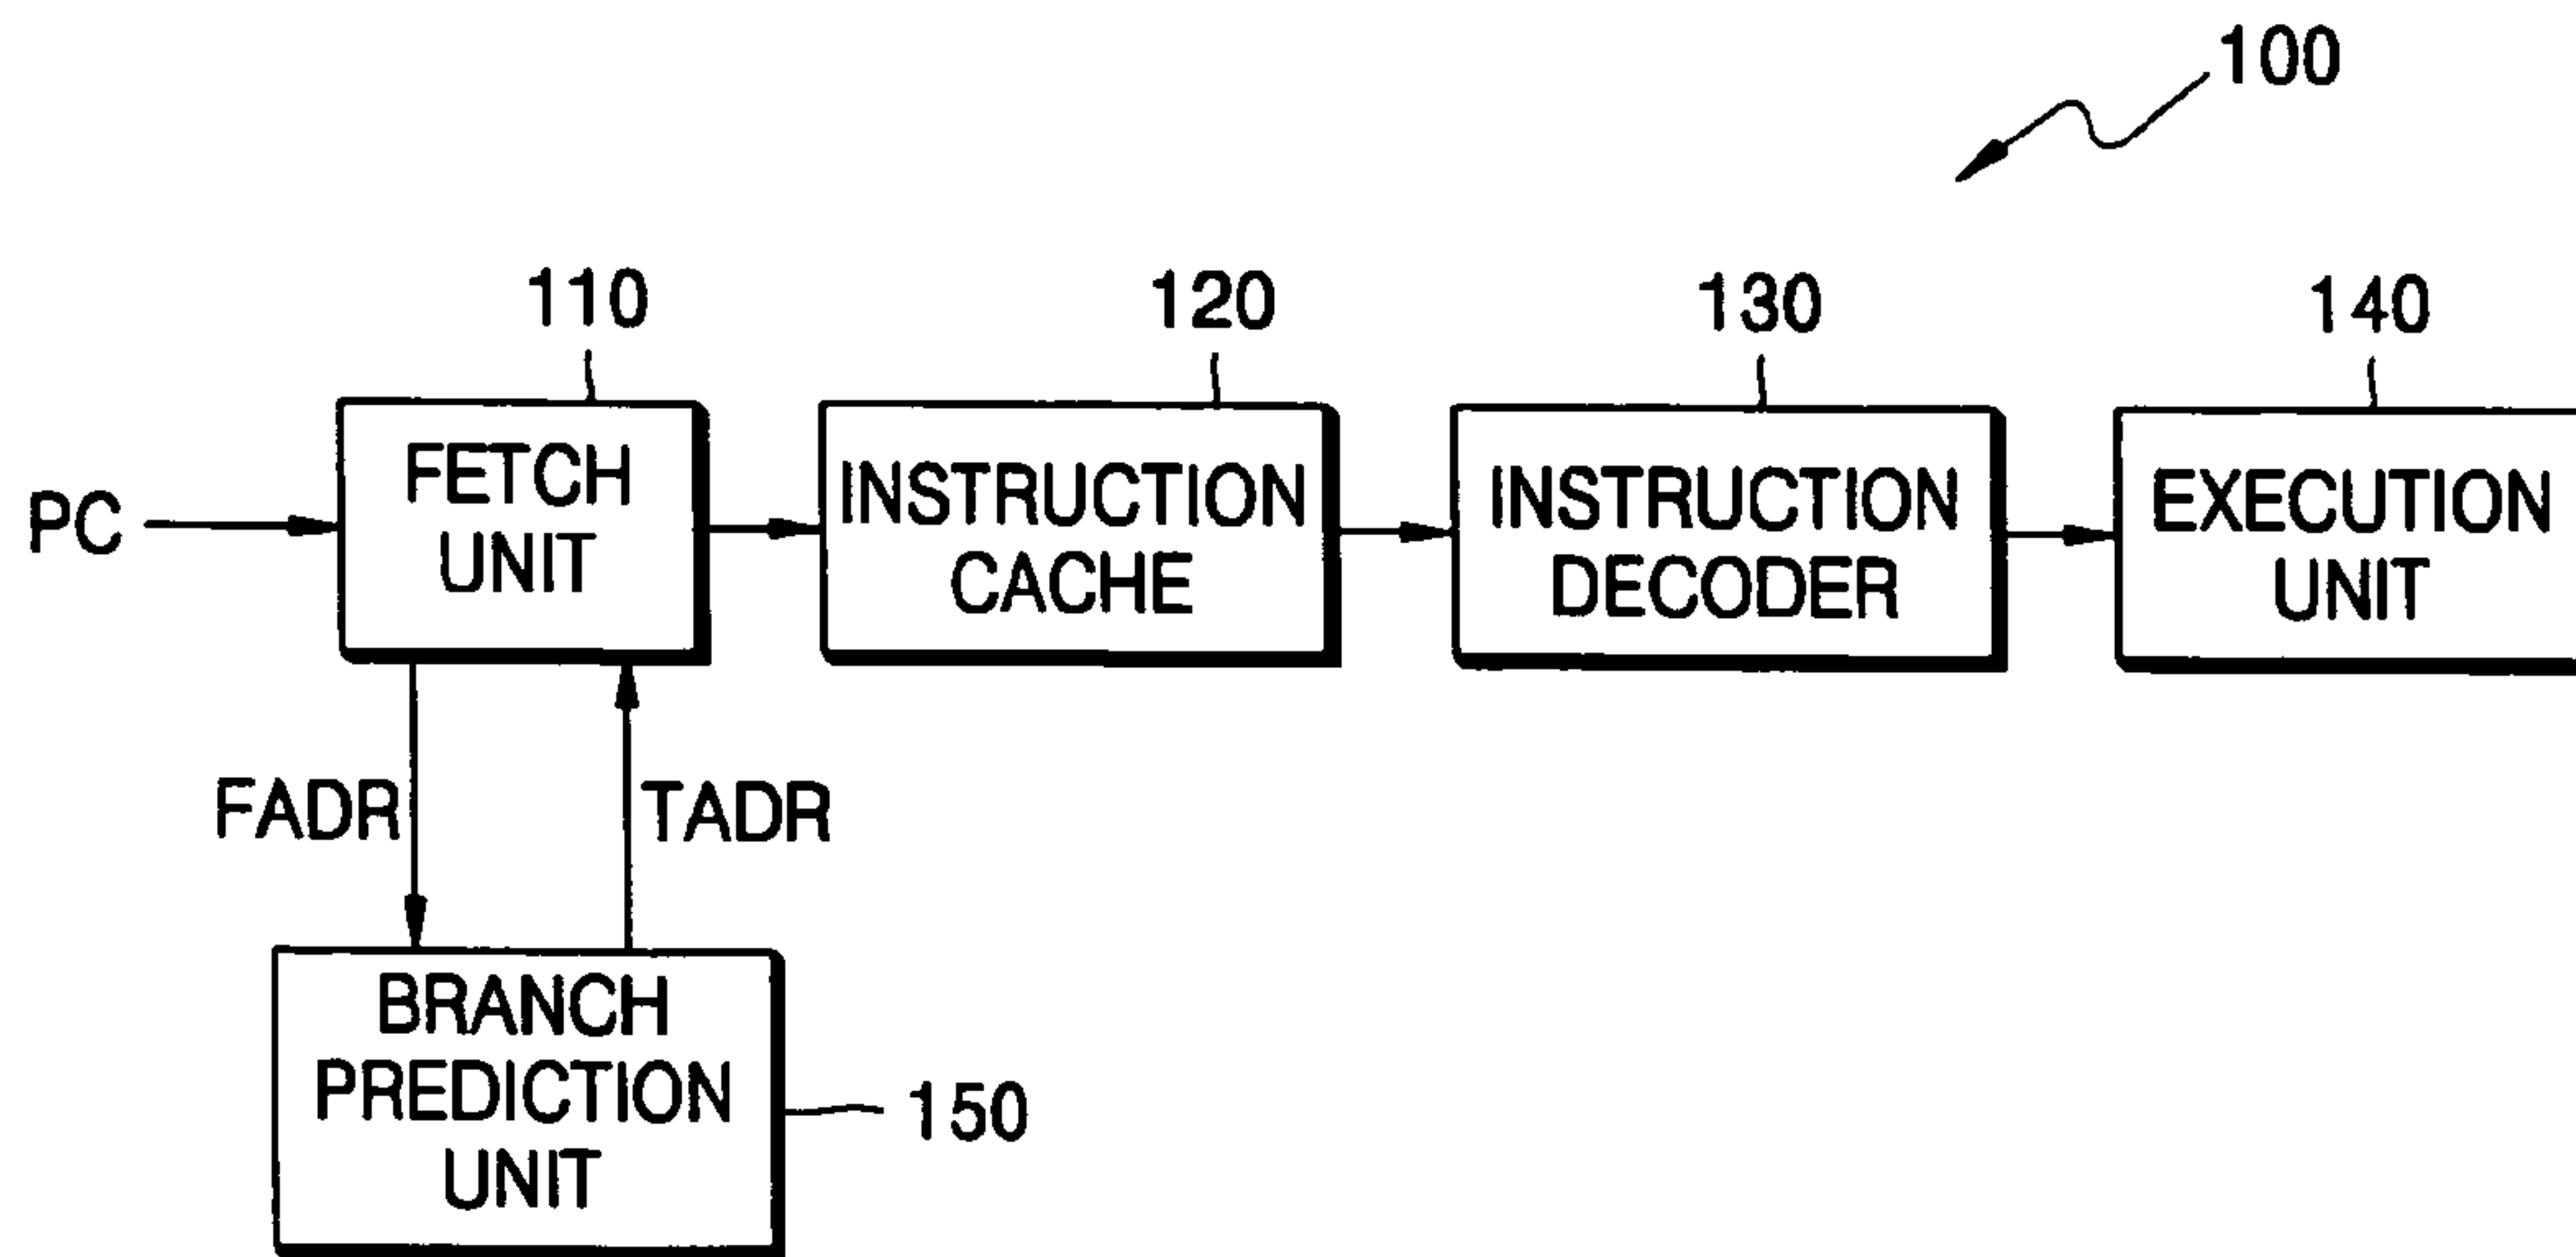 100
110
120
130
140
PC
FETCH
UNIT
INSTRUCTION
CACHE
INSTRUCTION
DECODER
EXECUTION
UNIT
FADR
TADR
BRANCH
PREDICTION
UNIT
150